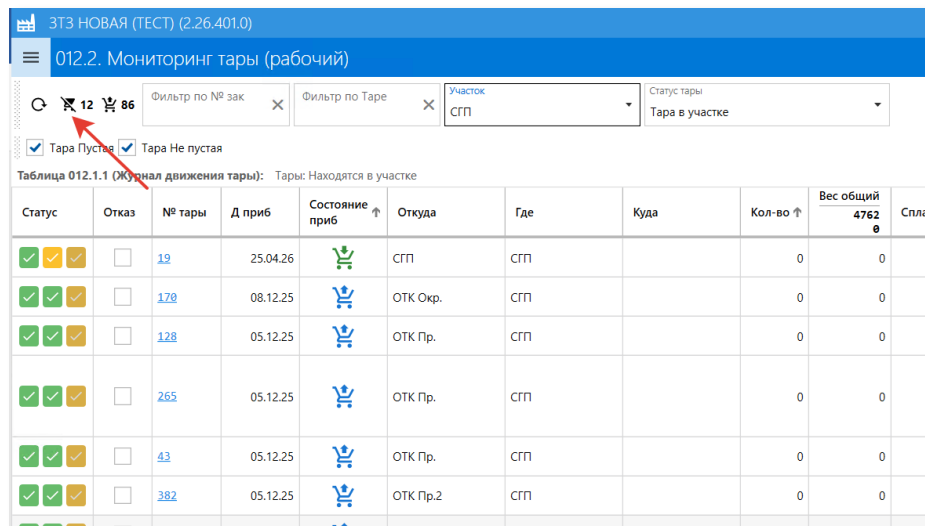 ЗТЗ НОВАЯ (ТЕСТ) (2.26.401.0)
012.2. Мониторинг тары (рабочий)
12 86 Фильтр по № зак Фильтр по Таре Участок СГП Статус тары Тара в участке
Тара Пустая Тара Не пустая
Таблица 012.1.1 (Журнал движения тары): Тары: Находятся в участке
Статус Отказ № тары Д приб Состояние приб Откуда Где Куда Кол-во Вес общий 4762 0 Спла
19 25.04.26 СГП СГП 0 0
170 08.12.25 ОТК Окр. СГП 0 0
128 05.12.25 ОТК Пр. СГП 0 0
265 05.12.25 ОТК Пр. СГП 0 0
43 05.12.25 ОТК Пр. СГП 0 0
382 05.12.25 ОТК Пр.2 СГП 0 0